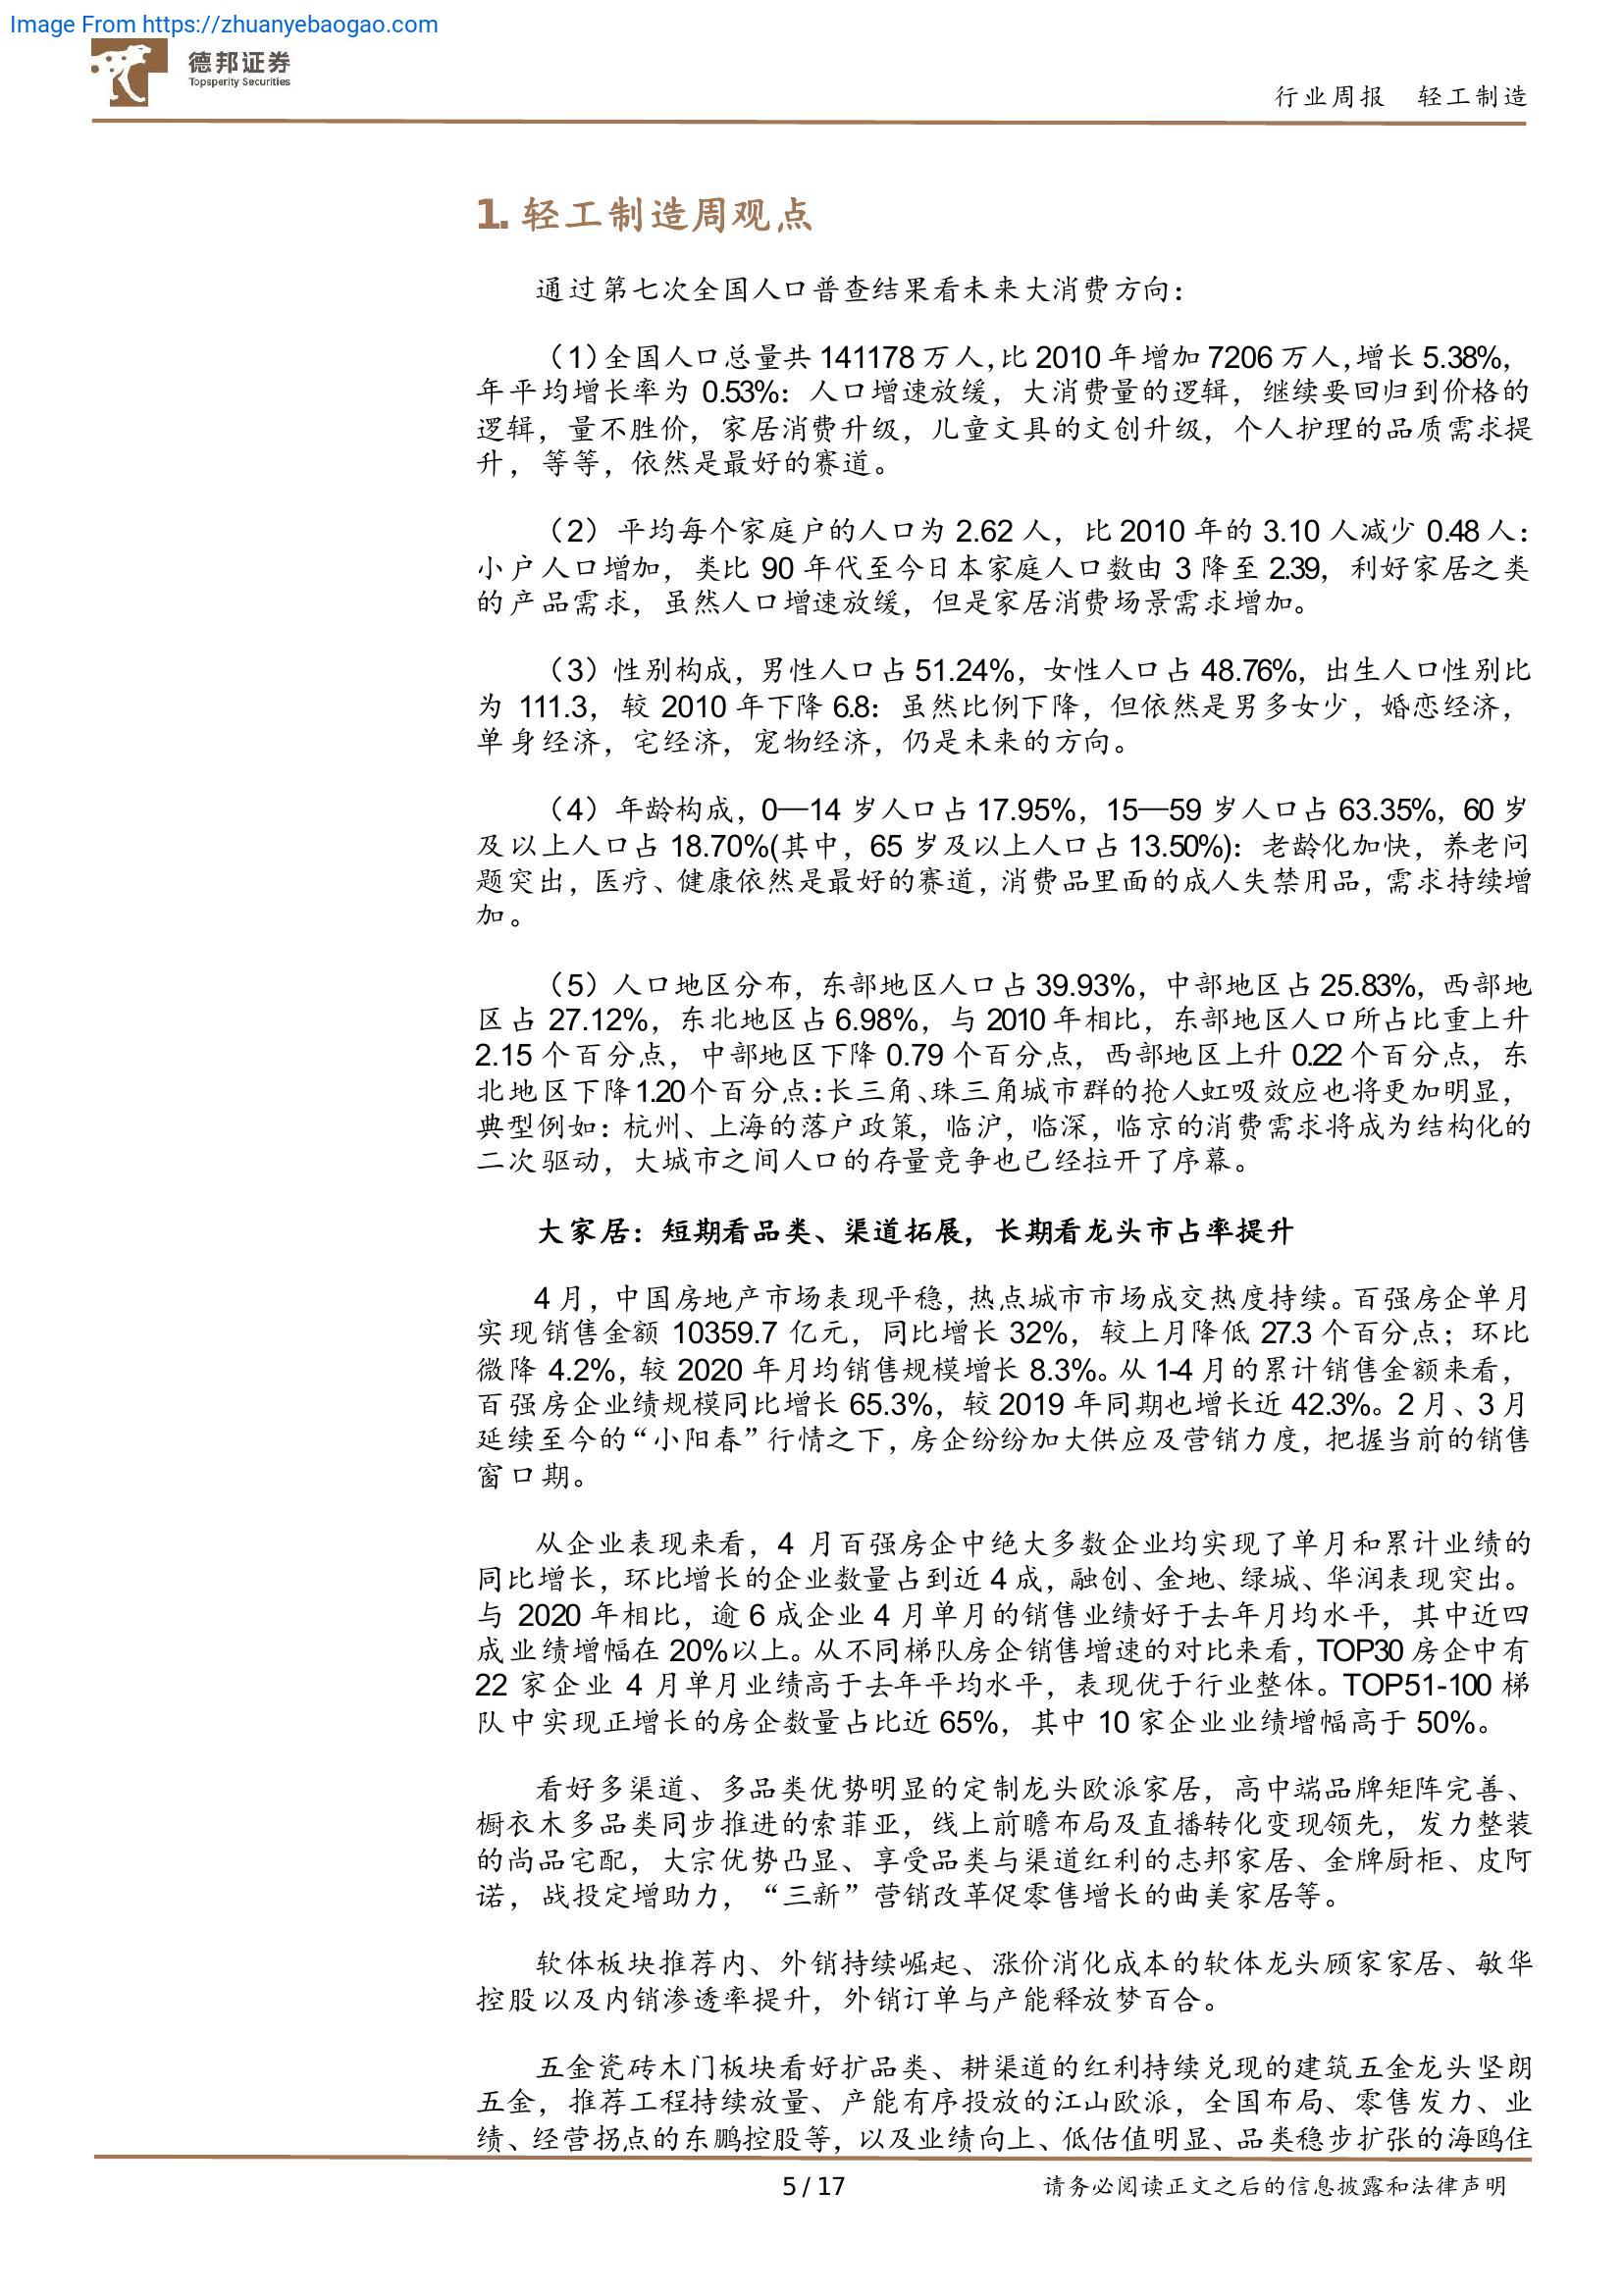 Image From https://zhuanyebaogao.com
德邦证券
Topsperity Securities
行业周报 轻工制造
1. 轻工制造周观点
通过第七次全国人口普查结果看未来大消费方向：
（1）全国人口总量共 141178 万人，比 2010 年增加 7206 万人，增长 5.38%，
年平均增长率为 0.53%：人口增速放缓，大消费量的逻辑，继续要回归到价格的
逻辑，量不胜价，家居消费升级，儿童文具的文创升级，个人护理的品质需求提
升，等等，依然是最好的赛道。
（2）平均每个家庭户的人口为 2.62 人，比 2010 年的 3.10 人减少 0.48 人：
小户人口增加，类比 90 年代至今日本家庭人口数由 3 降至 2.39，利好家居之类
的产品需求，虽然人口增速放缓，但是家居消费场景需求增加。
（3）性别构成，男性人口占 51.24%，女性人口占 48.76%，出生人口性别比
为 111.3，较 2010 年下降 6.8：虽然比例下降，但依然是男多女少，婚恋经济，
单身经济，宅经济，宠物经济，仍是未来的方向。
（4）年龄构成，0—14 岁人口占 17.95%，15—59 岁人口占 63.35%，60 岁
及以上人口占 18.70%(其中，65 岁及以上人口占 13.50%)：老龄化加快，养老问
题突出，医疗、健康依然是最好的赛道，消费品里面的成人失禁用品，需求持续增
加。
（5）人口地区分布，东部地区人口占 39.93%，中部地区占 25.83%，西部地
区占 27.12%，东北地区占 6.98%，与 2010 年相比，东部地区人口所占比重上升
2.15 个百分点，中部地区下降 0.79 个百分点，西部地区上升 0.22 个百分点，东
北地区下降 1.20 个百分点：长三角、珠三角城市群的抢人虹吸效应也将更加明显，
典型例如：杭州、上海的落户政策，临沪，临深，临京的消费需求将成为结构化的
二次驱动，大城市之间人口的存量竞争也已经拉开了序幕。
大家居：短期看品类、渠道拓展，长期看龙头市占率提升
4 月，中国房地产市场表现平稳，热点城市市场成交热度持续。百强房企单月
实现销售金额 10359.7 亿元，同比增长 32%，较上月降低 27.3 个百分点；环比
微降 4.2%，较 2020 年月均销售规模增长 8.3%。从 1-4 月的累计销售金额来看，
百强房企业绩规模同比增长 65.3%，较 2019 年同期也增长近 42.3%。2 月、3 月
延续至今的“小阳春”行情之下，房企纷纷加大供应及营销力度，把握当前的销售
窗口期。
从企业表现来看，4 月百强房企中绝大多数企业均实现了单月和累计业绩的
同比增长，环比增长的企业数量占到近 4 成，融创、金地、绿城、华润表现突出。
与 2020 年相比，逾 6 成企业 4 月单月的销售业绩好于去年月均水平，其中近四
成业绩增幅在 20%以上。从不同梯队房企销售增速的对比来看，TOP30 房企中有
22 家企业 4 月单月业绩高于去年平均水平，表现优于行业整体。TOP51-100 梯
队中实现正增长的房企数量占比近 65%，其中 10 家企业业绩增幅高于 50%。
看好多渠道、多品类优势明显的定制龙头欧派家居，高中端品牌矩阵完善、
橱衣木多品类同步推进的索菲亚，线上前瞻布局及直播转化变现领先，发力整装
的尚品宅配，大宗优势凸显、享受品类与渠道红利的志邦家居、金牌厨柜、皮阿
诺，战投定增助力，“三新”营销改革促零售增长的曲美家居等。
软体板块推荐内、外销持续崛起、涨价消化成本的软体龙头顾家家居、敏华
控股以及内销渗透率提升，外销订单与产能释放梦百合。
五金瓷砖木门板块看好扩品类、耕渠道的红利持续兑现的建筑五金龙头坚朗
五金，推荐工程持续放量、产能有序投放的江山欧派，全国布局、零售发力、业
绩、经营拐点的东鹏控股等，以及业绩向上、低估值明显、品类稳步扩张的海鸥住
5 / 17
请务必阅读正文之后的信息披露和法律声明